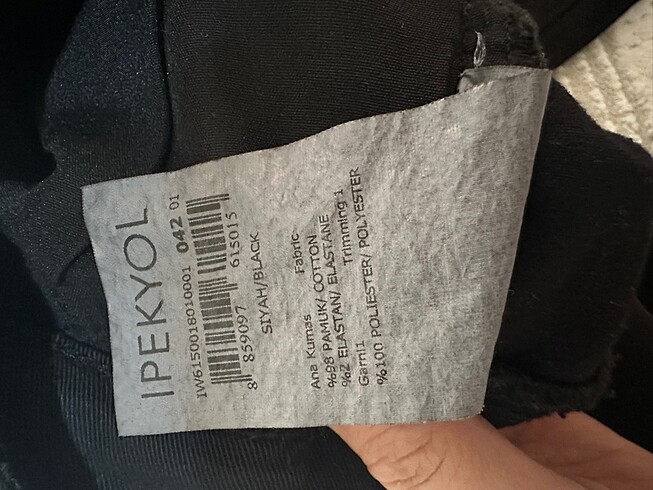 IPEKYOL
IW6150018010001 042 01
8 859097 615015
SIYAH/BLACK
Ana Kumas Fabric
%98 PAMUK/ COTTON
%2 ELASTAN/ ELASTANE
Garni1 Trimming 1
%100 POLIESTER/ POLYESTER